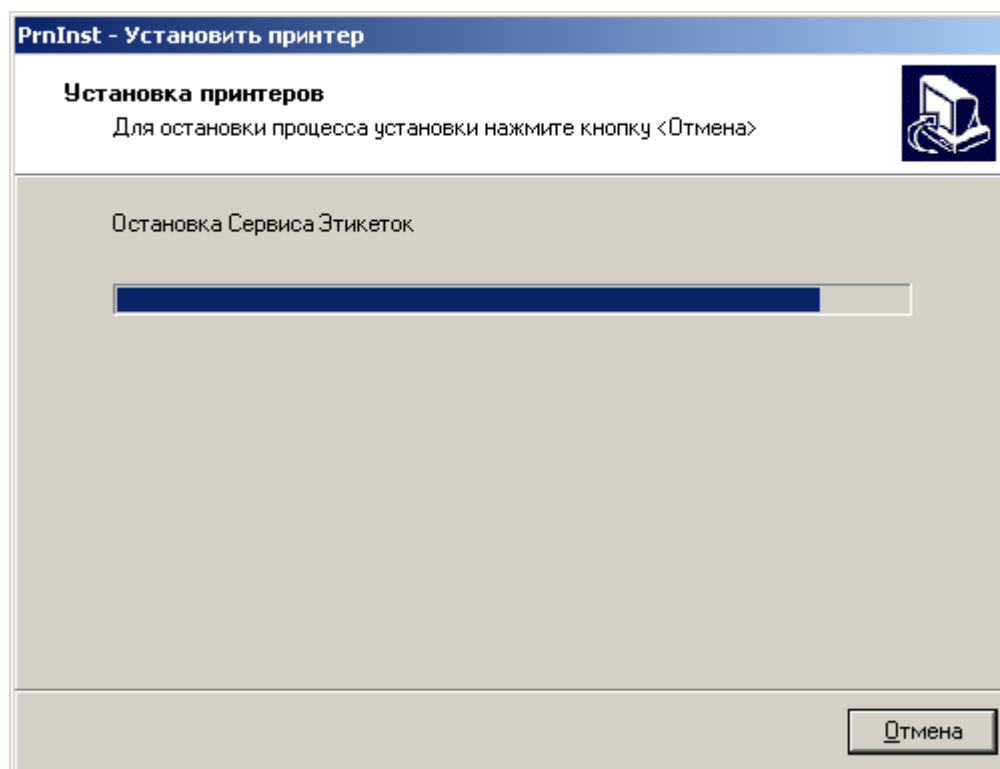 PrnInst - Установить принтер
Установка принтеров
Для остановки процесса установки нажмите кнопку <Отмена>
Остановка Сервиса Этикеток
Отмена